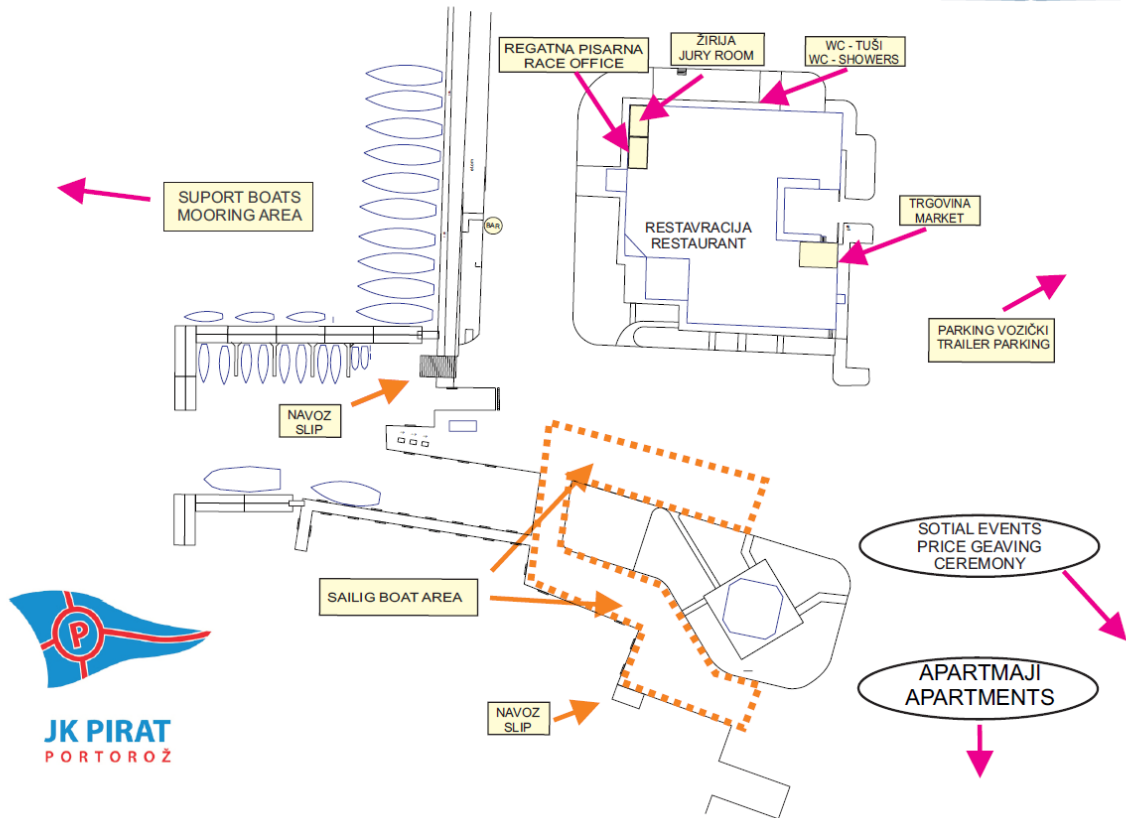 REGATNA PISARNA
RACE OFFICE
ŽIRIJA
JURY ROOM
WC - TUŠI
WC - SHOWERS
SUPORT BOATS
MOORING AREA
BAR
RESTAVRACIJA
RESTAURANT
TRGOVINA
MARKET
PARKING VOZIČKI
TRAILER PARKING
NAVOZ
SLIP
SAILIG BOAT AREA
SOTIAL EVENTS
PRICE GEAVING
CEREMONY
APARTMAJI
APARTMENTS
NAVOZ
SLIP
P
JK PIRAT
PORTOROŽ